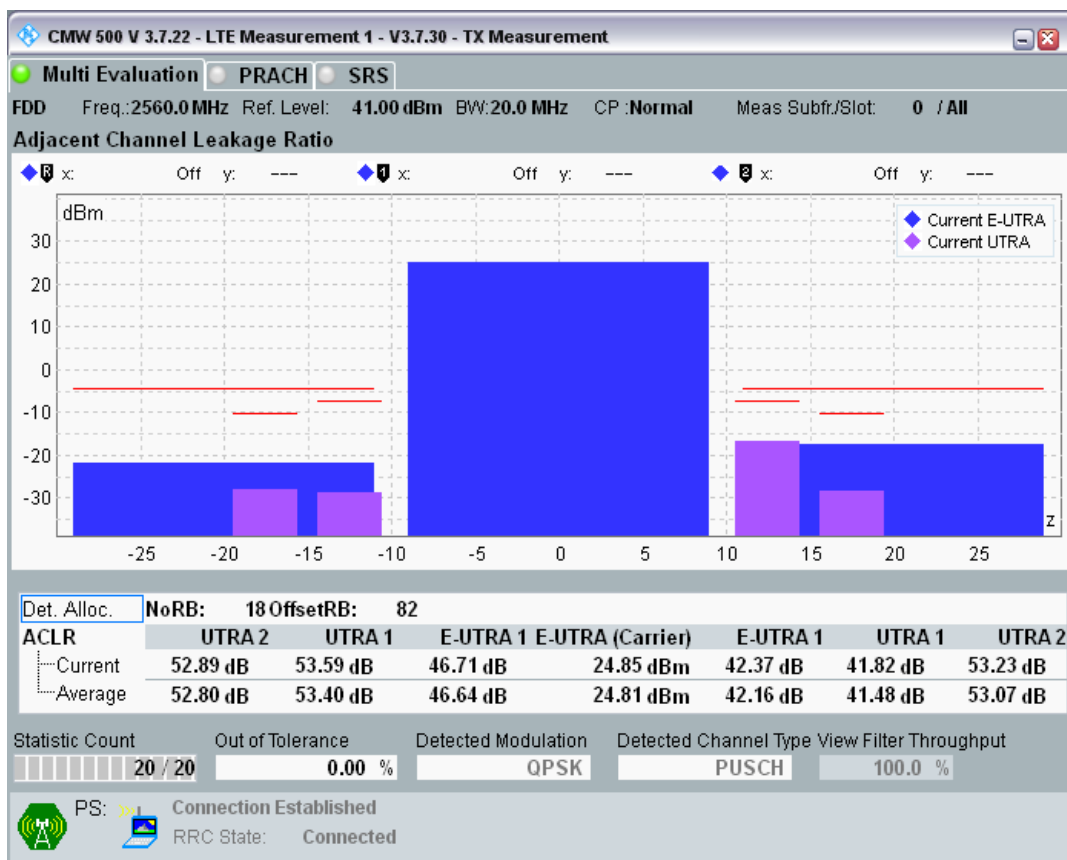 CMW 500 V 3.7.22 - LTE Measurement 1 - V3.7.30 - TX Measurement
Multi Evaluation PRACH SRS
FDD Freq.:2560.0 MHz Ref. Level: 41.00 dBm BW:20.0 MHz CP :Normal Meas Subfr./Slot: 0 / All
Adjacent Channel Leakage Ratio
R x: Off y: --- 1 x: Off y: --- 2 x: Off y: ---
dBm
Current E-UTRA
Current UTRA
30
20
10
0
-10
-20
-30
z
-25 -20 -15 -10 -5 0 5 10 15 20 25
Det. Alloc. NoRB: 18 OffsetRB: 82
ACLR UTRA 2 UTRA 1 E-UTRA 1 E-UTRA (Carrier) E-UTRA 1 UTRA 1 UTRA 2
Current 52.89 dB 53.59 dB 46.71 dB 24.85 dBm 42.37 dB 41.82 dB 53.23 dB
Average 52.80 dB 53.40 dB 46.64 dB 24.81 dBm 42.16 dB 41.48 dB 53.07 dB
Statistic Count Out of Tolerance Detected Modulation Detected Channel Type View Filter Throughput
20 / 20 0.00 % QPSK PUSCH 100.0 %
PS: Connection Established
RRC State: Connected